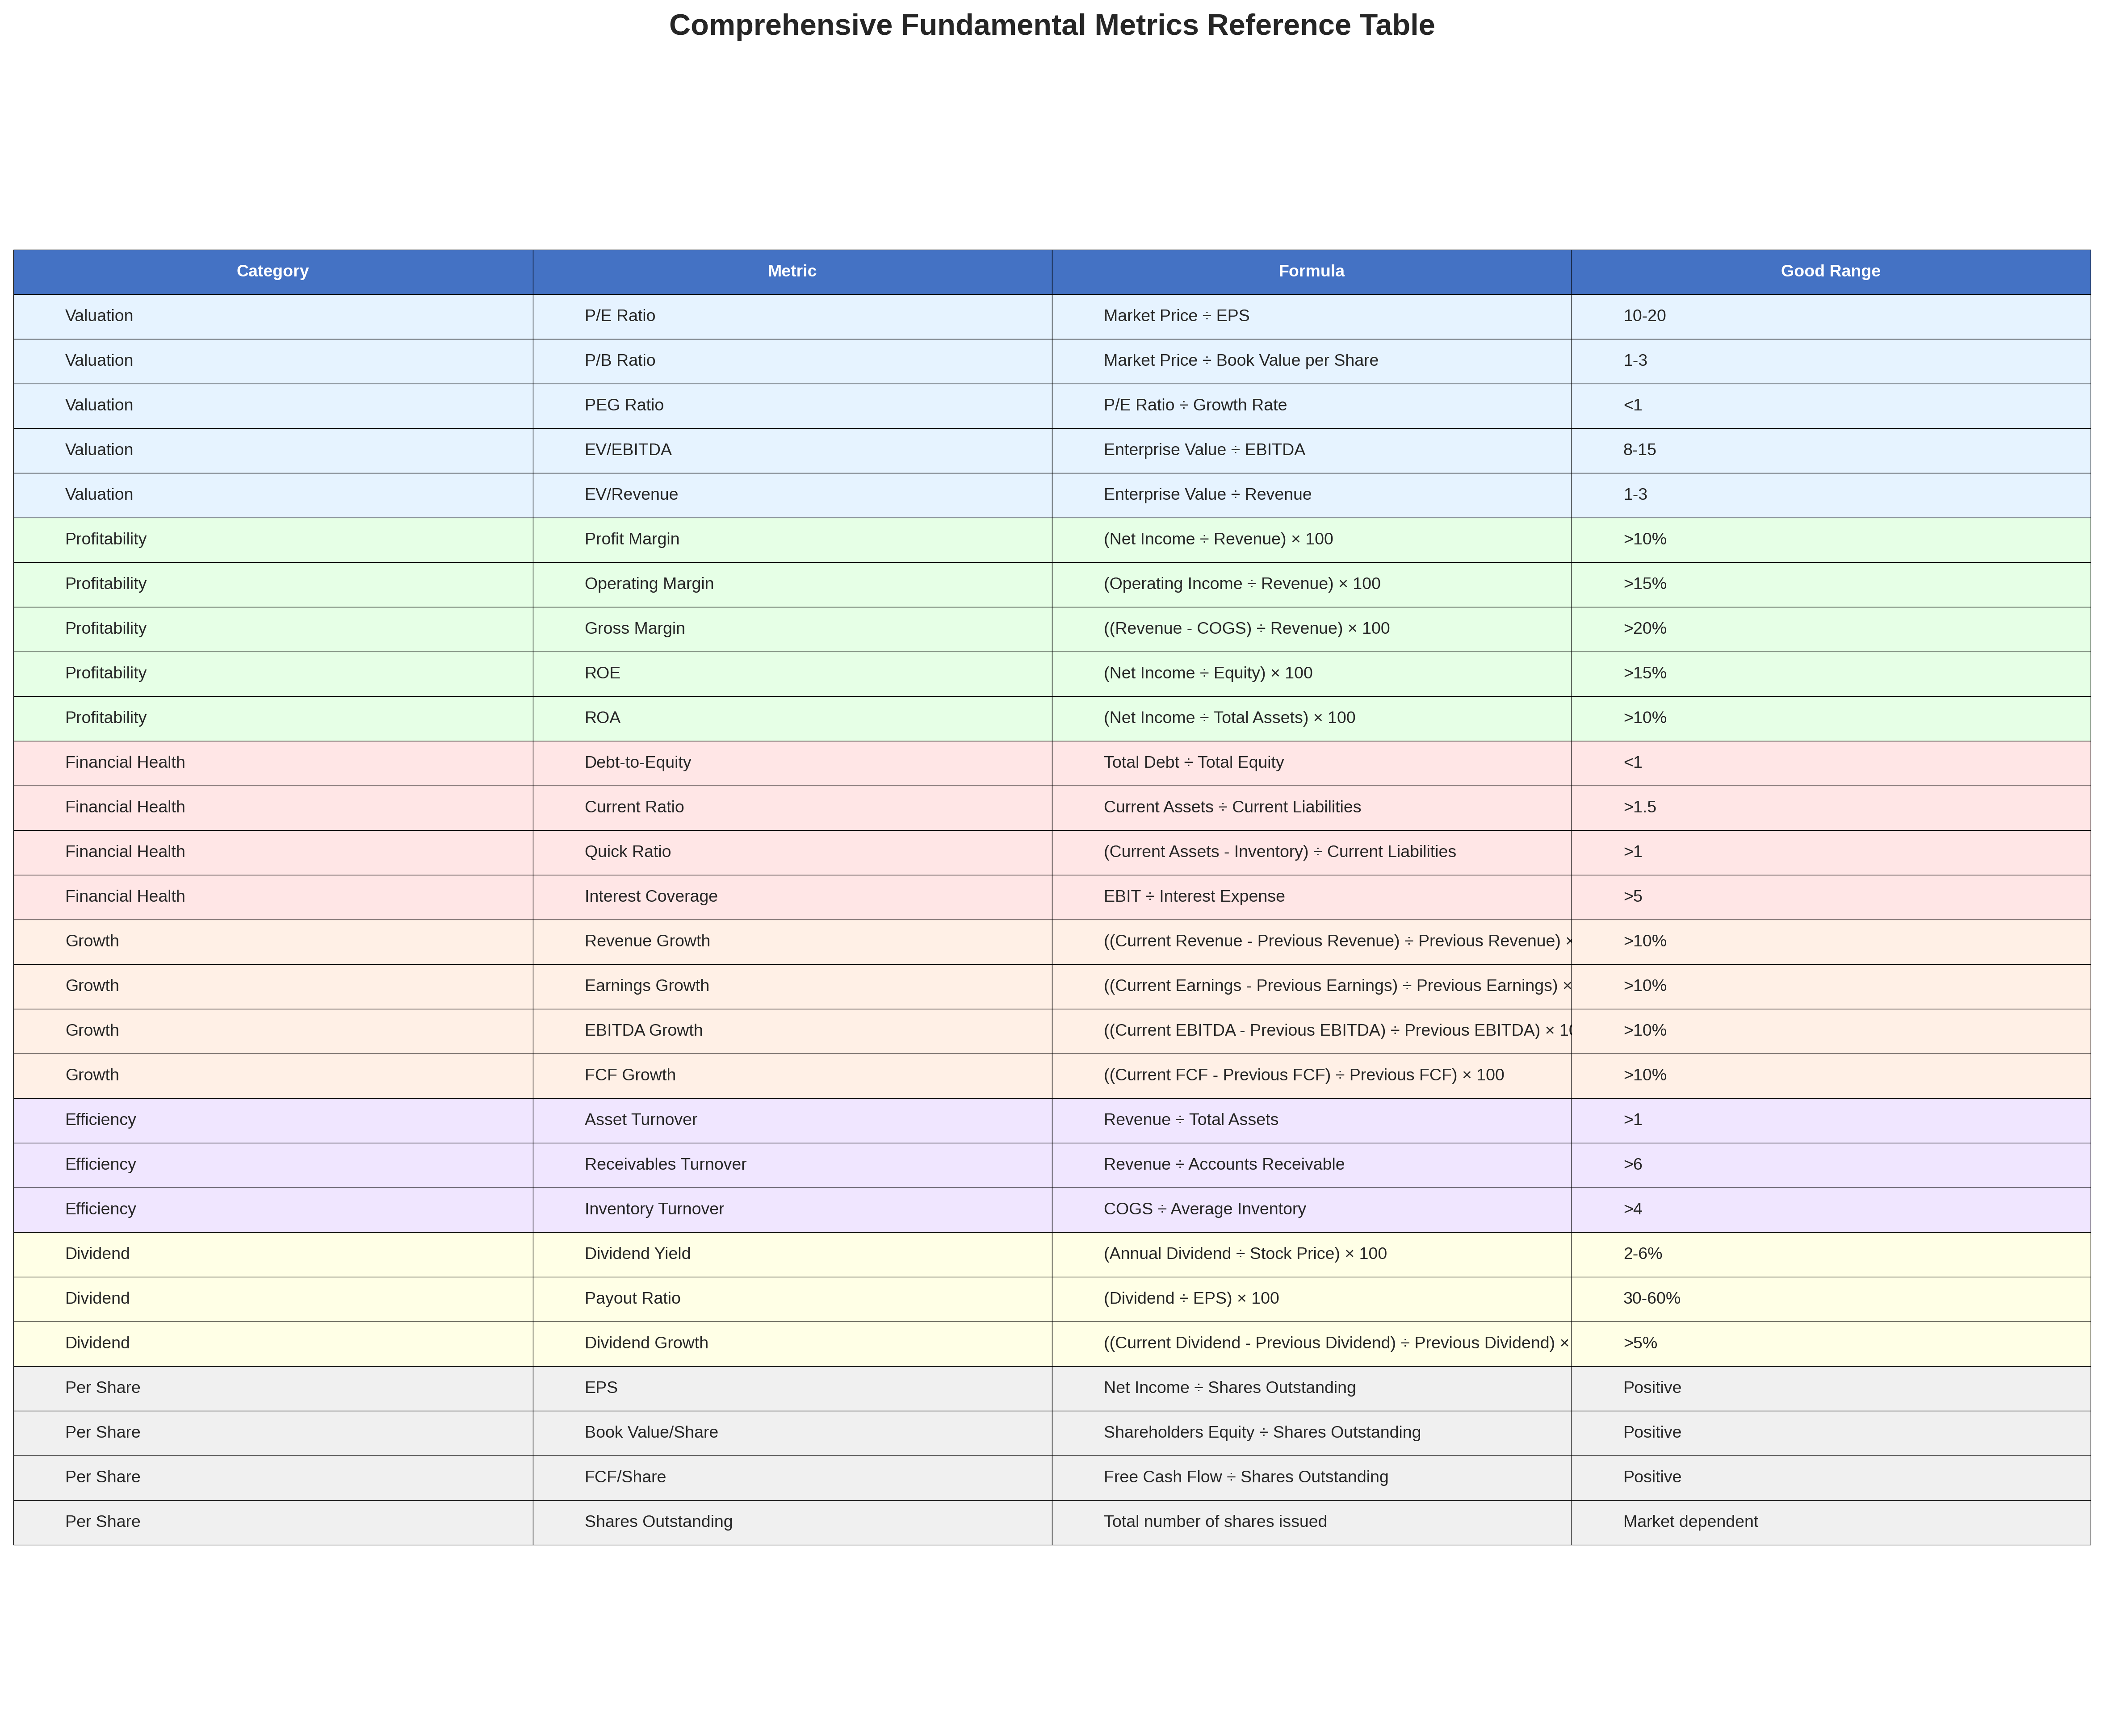 Comprehensive Fundamental Metrics Reference Table
Category Metric Formula Good Range
Valuation P/E Ratio Market Price ÷ EPS 10-20
Valuation P/B Ratio Market Price ÷ Book Value per Share 1-3
Valuation PEG Ratio P/E Ratio ÷ Growth Rate <1
Valuation EV/EBITDA Enterprise Value ÷ EBITDA 8-15
Valuation EV/Revenue Enterprise Value ÷ Revenue 1-3
Profitability Profit Margin (Net Income ÷ Revenue) × 100 >10%
Profitability Operating Margin (Operating Income ÷ Revenue) × 100 >15%
Profitability Gross Margin ((Revenue - COGS) ÷ Revenue) × 100 >20%
Profitability ROE (Net Income ÷ Equity) × 100 >15%
Profitability ROA (Net Income ÷ Total Assets) × 100 >10%
Financial Health Debt-to-Equity Total Debt ÷ Total Equity <1
Financial Health Current Ratio Current Assets ÷ Current Liabilities >1.5
Financial Health Quick Ratio (Current Assets - Inventory) ÷ Current Liabilities >1
Financial Health Interest Coverage EBIT ÷ Interest Expense >5
Growth Revenue Growth ((Current Revenue - Previous Revenue) ÷ Previous Revenue) × >10%
Growth Earnings Growth ((Current Earnings - Previous Earnings) ÷ Previous Earnings) × >10%
Growth EBITDA Growth ((Current EBITDA - Previous EBITDA) ÷ Previous EBITDA) × 10 >10%
Growth FCF Growth ((Current FCF - Previous FCF) ÷ Previous FCF) × 100 >10%
Efficiency Asset Turnover Revenue ÷ Total Assets >1
Efficiency Receivables Turnover Revenue ÷ Accounts Receivable >6
Efficiency Inventory Turnover COGS ÷ Average Inventory >4
Dividend Dividend Yield (Annual Dividend ÷ Stock Price) × 100 2-6%
Dividend Payout Ratio (Dividend ÷ EPS) × 100 30-60%
Dividend Dividend Growth ((Current Dividend - Previous Dividend) ÷ Previous Dividend) × >5%
Per Share EPS Net Income ÷ Shares Outstanding Positive
Per Share Book Value/Share Shareholders Equity ÷ Shares Outstanding Positive
Per Share FCF/Share Free Cash Flow ÷ Shares Outstanding Positive
Per Share Shares Outstanding Total number of shares issued Market dependent